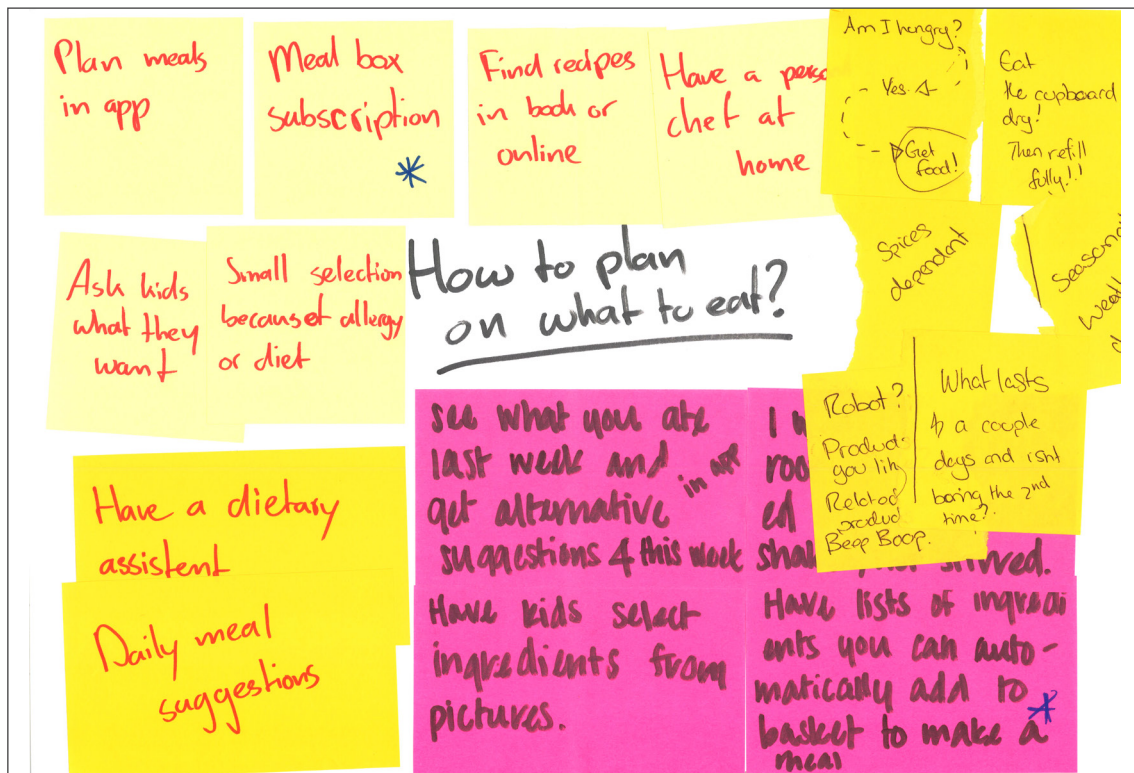 Plan meals
in app
Meal box
subscription
Find recipes
in book or
online
Have a
chef at
home
Am I hungry?
Yes
Get
food!
Eat
the cupboard
dry!
Then refill
fully!!!
Ask kids
what they
want
Small selection
because of allergy
or diet
How to plan
on what to eat?
Spices
dependent
Have a dietary
assistent
Daily meal
suggestions
see what you ate
last week and
get alternative
in app
suggestions 4 this week
I
ed
Robot?
Product
you
Related
Beep Boop.
What lasts
4 a couple
days and isnt
boring the 2nd
time?
Have kids select
ingredients from
pictures.
Have lists of ingredi
ents you can auto-
matically add to
basket to make a
meal